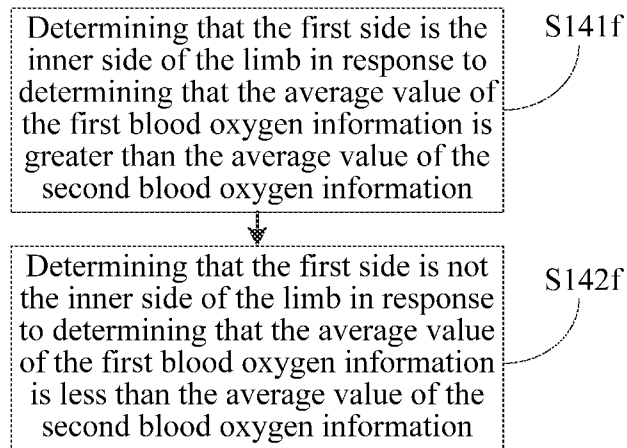 Determining that the first side is the
inner side of the limb in response to
determining that the average value of
the first blood oxygen information is
greater than the average value of the
second blood oxygen information
S141f
Determining that the first side is not
the inner side of the limb in response
to determining that the average value
of the first blood oxygen information
is less than the average value of the
second blood oxygen information
S142f